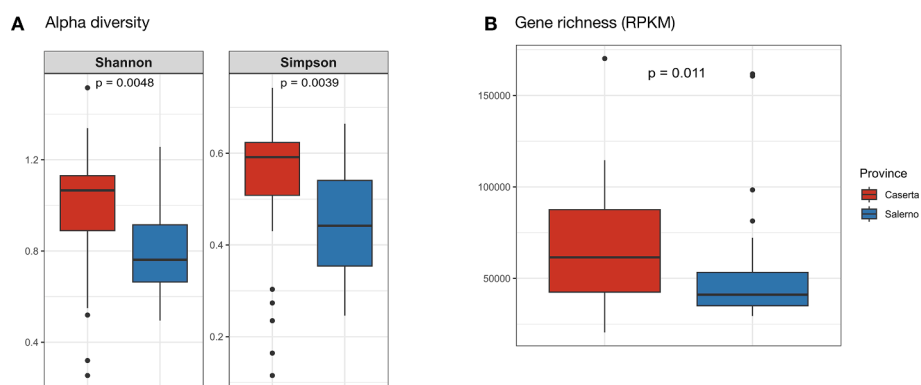 A Alpha diversity
Shannon
p = 0.0048
1.2
0.8
0.4
Simpson
p = 0.0039
0.6
0.4
0.2
B Gene richness (RPKM)
p = 0.011
150000
100000
50000
Province
Caserta
Salerno